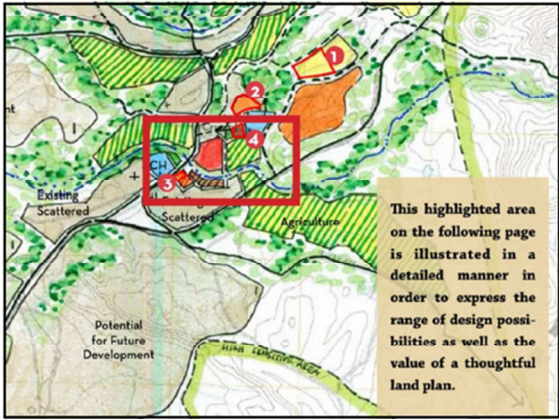 1
2
4
CH
3
Existing
Scattered
Scattered
Agriculture
This highlighted area
on the following page
is illustrated in a
detailed manner in
order to express the
range of design possi-
bilities as well as the
value of a thoughtful
land plan.
Potential
for Future
Development
AREA